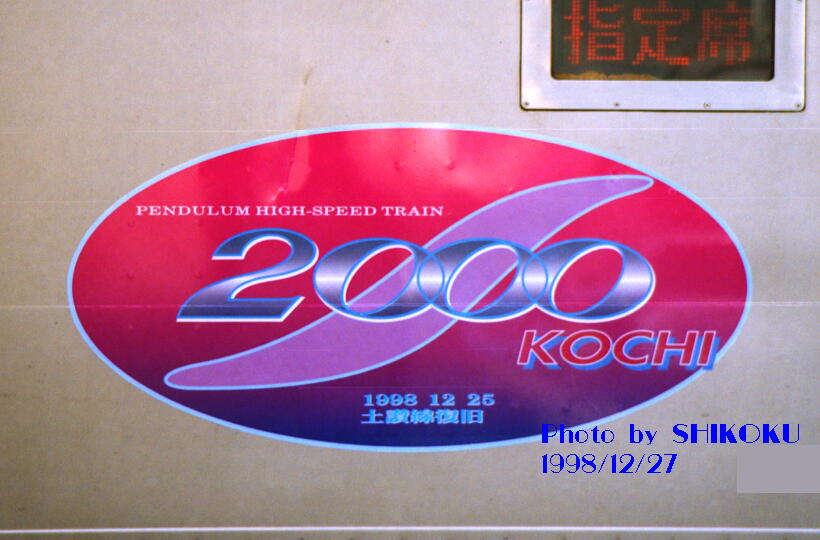 指定席
PENDULUM HIGH-SPEED TRAIN
2000
KOCHI
1998 12 25
土讃線復旧
Photo by SHIKOKU
1998/12/27